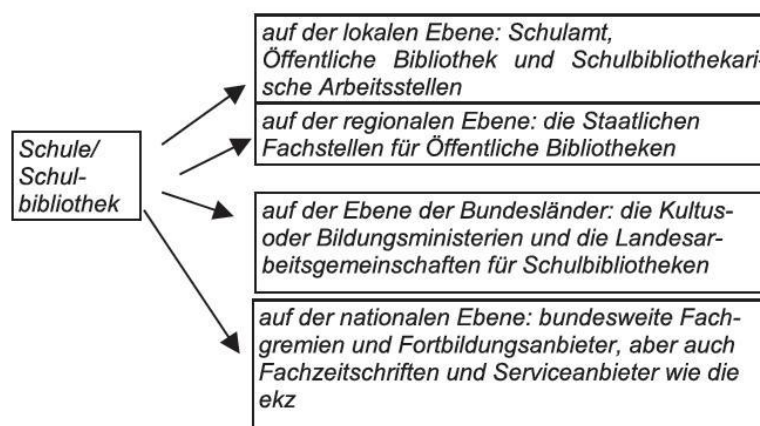 auf der lokalen Ebene: Schulamt,
Öffentliche Bibliothek und Schulbibliothekari-
sche Arbeitsstellen
auf der regionalen Ebene: die Staatlichen
Fachstellen für Öffentliche Bibliotheken
Schule/
Schul-
bibliothek
auf der Ebene der Bundesländer: die Kultus-
oder Bildungsministerien und die Landesar-
beitsgemeinschaften für Schulbibliotheken
auf der nationalen Ebene: bundesweite Fach-
gremien und Fortbildungsanbieter, aber auch
Fachzeitschriften und Serviceanbieter wie die
ekz